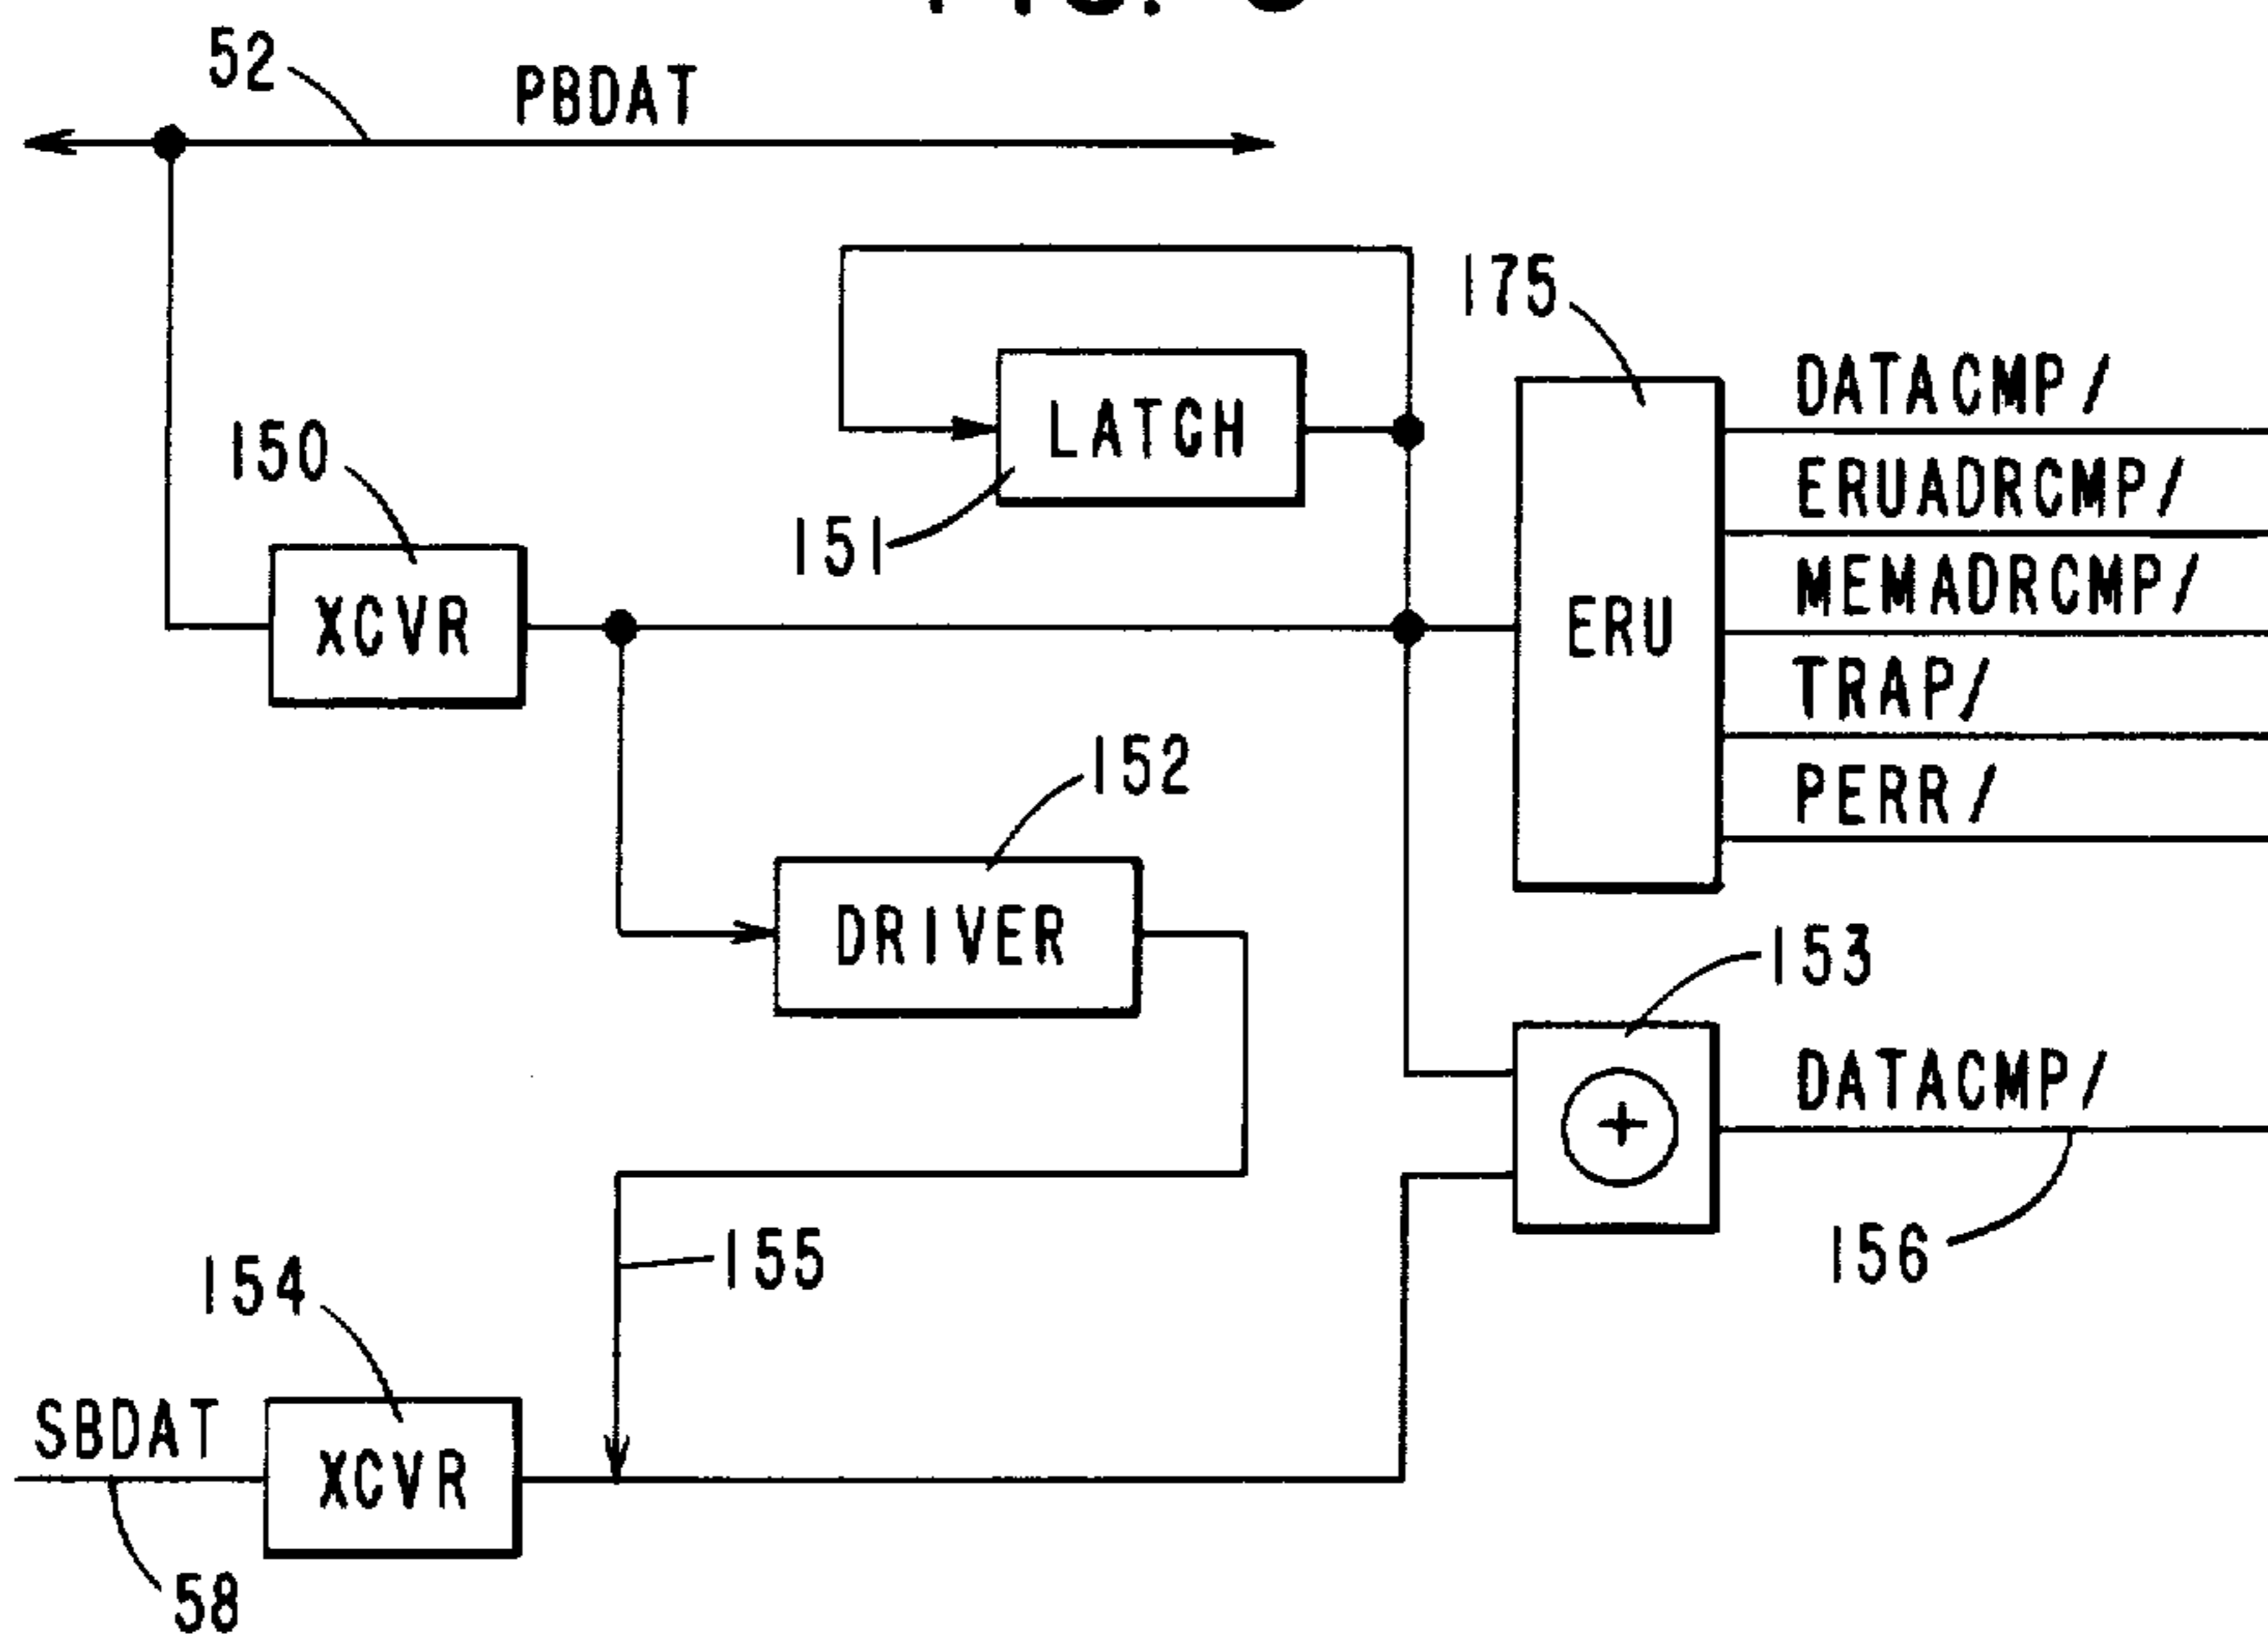 52
PBDAT
175
DATACMP/
150
LATCH
ERUADRCMP/
151
MEMADRCMP/
XCVR
ERU
TRAP/
152
PERR/
DRIVER
153
DATACMP/
155
156
154
SBDAT
XCVR
58